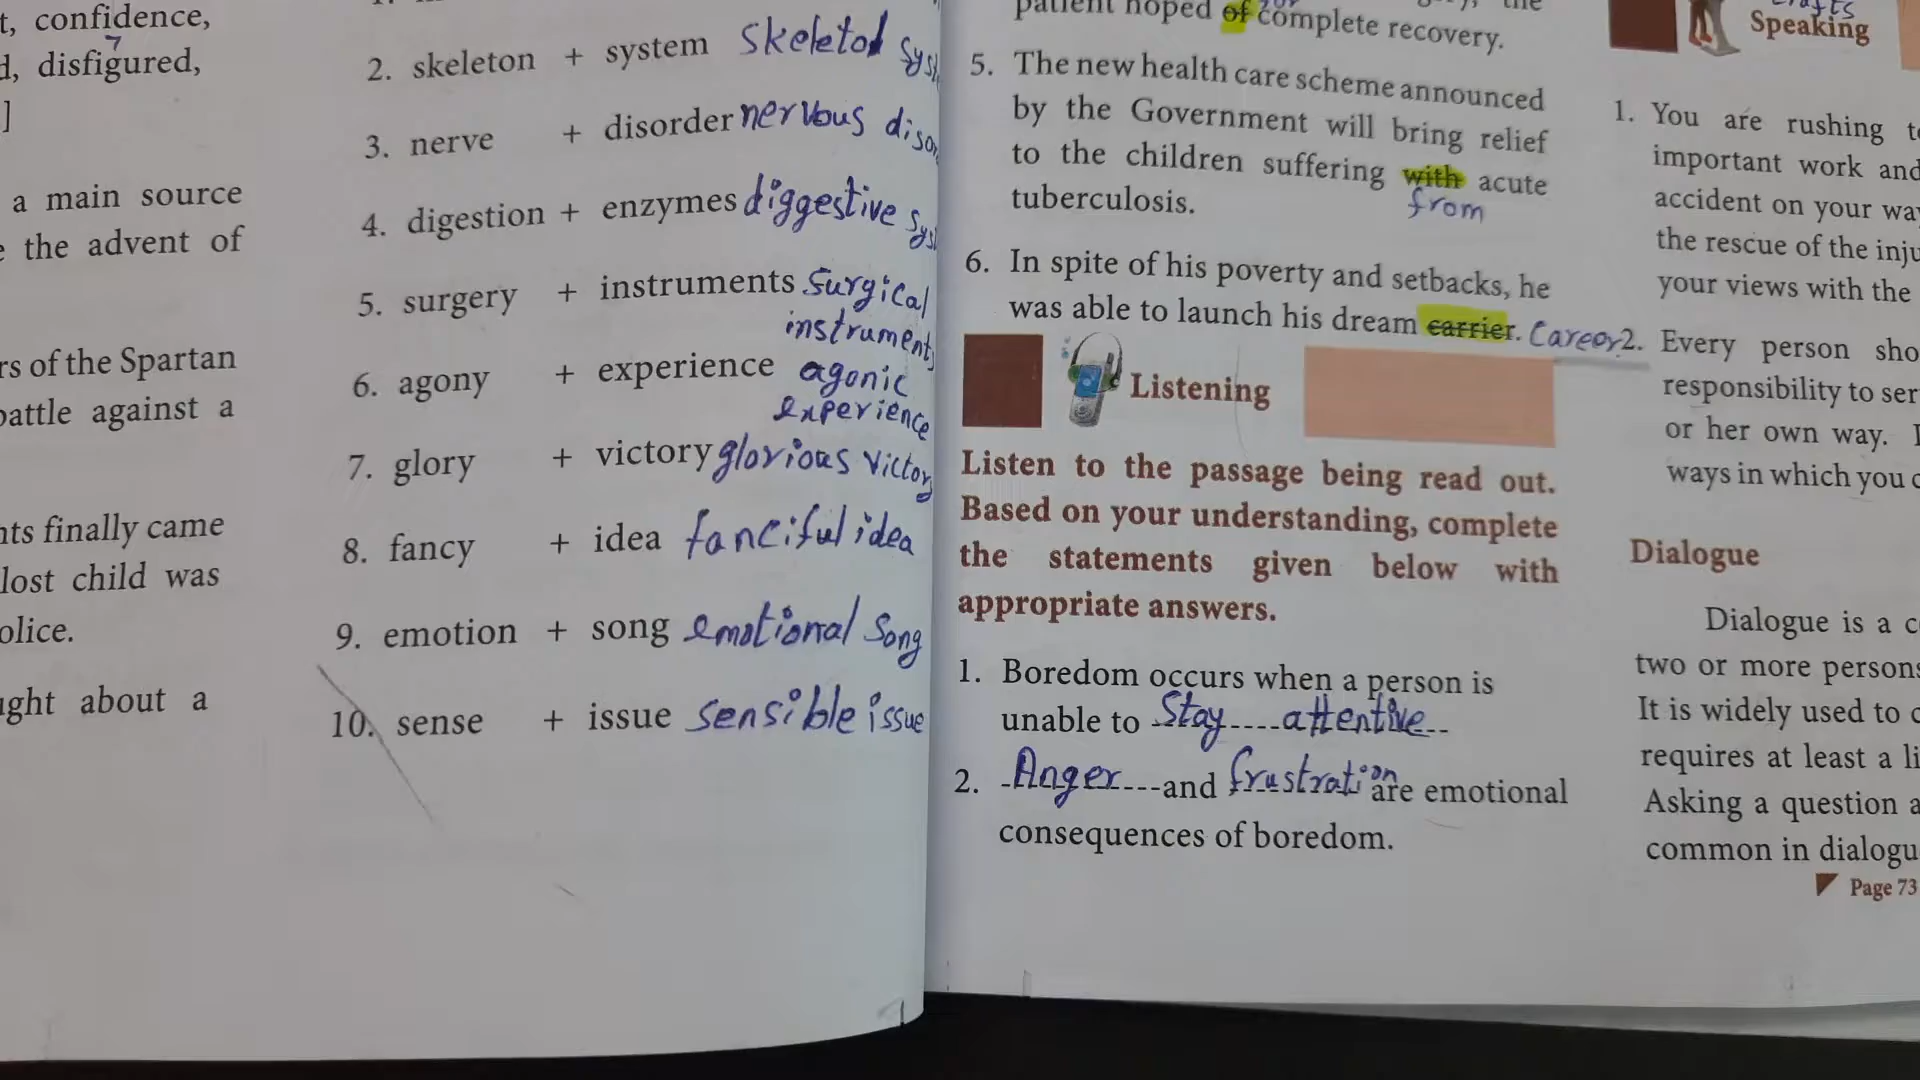 t, confidence,
d, disfigured,
]
a main source
e the advent of
rs of the Spartan
battle against a
nts finally came
lost child was
olice.
ught about a
2. skeleton + system skeletal sys
3. nerve + disorder nervous diso
4. digestion + enzymes diggestive sys
5. surgery + instruments surgical
instrument
6. agony + experience agonic
experience
7. glory + victory glorious victory
8. fancy + idea fanciful idea
9. emotion + song emotional song
10. sense + issue sensible issue
patient hoped of complete recovery.
5. The new health care scheme announced
by the Government will bring relief
to the children suffering with acute
from
tuberculosis.
6. In spite of his poverty and setbacks, he
was able to launch his dream carrier. Career
Listening
Listen to the passage being read out.
Based on your understanding, complete
the statements given below with
appropriate answers.
1. Boredom occurs when a person is
unable to Stay attentive
2. Anger and frustration are emotional
consequences of boredom.
Speaking
1. You are rushing t
important work and
accident on your way
the rescue of the inju
your views with the
2. Every person sho
responsibility to ser
or her own way. I
ways in which you c
Dialogue
Dialogue is a c
two or more persons
It is widely used to c
requires at least a li
Asking a question a
common in dialogu
Page 73